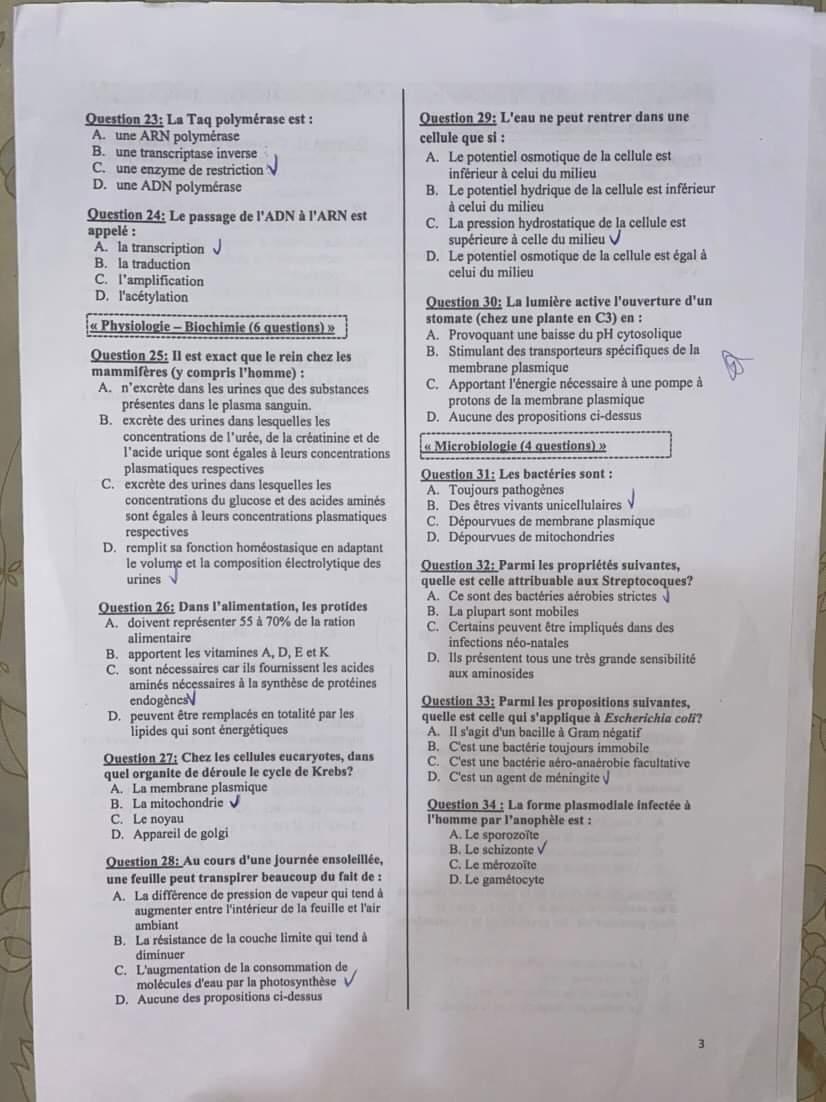 Question 23: La Taq polymérase est :
A. une ARN polymérase
B. une transcriptase inverse
C. une enzyme de restriction
D. une ADN polymérase
Question 24: Le passage de l'ADN à l'ARN est
appelé :
A. la transcription
B. la traduction
C. l'amplification
D. l'acétylation
« Physiologie – Biochimie (6 questions) »
Question 25: Il est exact que le rein chez les
mammifères (y compris l'homme) :
A. n'excrète dans les urines que des substances
présentes dans le plasma sanguin.
B. excrète des urines dans lesquelles les
concentrations de l'urée, de la créatinine et de
l'acide urique sont égales à leurs concentrations
plasmatiques respectives
C. excrète des urines dans lesquelles les
concentrations du glucose et des acides aminés
sont égales à leurs concentrations plasmatiques
respectives
D. remplit sa fonction homéostasique en adaptant
le volume et la composition électrolytique des
urines
Question 26: Dans l'alimentation, les protides
A. doivent représenter 55 à 70% de la ration
alimentaire
B. apportent les vitamines A, D, E et K
C. sont nécessaires car ils fournissent les acides
aminés nécessaires à la synthèse de protéines
endogènes
D. peuvent être remplacés en totalité par les
lipides qui sont énergétiques
Question 27: Chez les cellules eucaryotes, dans
quel organite de déroule le cycle de Krebs?
A. La membrane plasmique
B. La mitochondrie
C. Le noyau
D. Appareil de golgi
Question 28: Au cours d'une journée ensoleillée,
une feuille peut transpirer beaucoup du fait de :
A. La différence de pression de vapeur qui tend à
augmenter entre l'intérieur de la feuille et l'air
ambiant
B. La résistance de la couche limite qui tend à
diminuer
C. L'augmentation de la consommation de
molécules d'eau par la photosynthèse
D. Aucune des propositions ci-dessus
Question 29: L'eau ne peut rentrer dans une
cellule que si :
A. Le potentiel osmotique de la cellule est
inférieur à celui du milieu
B. Le potentiel hydrique de la cellule est inférieur
à celui du milieu
C. La pression hydrostatique de la cellule est
supérieure à celle du milieu
D. Le potentiel osmotique de la cellule est égal à
celui du milieu
Question 30: La lumière active l'ouverture d'un
stomate (chez une plante en C3) en :
A. Provoquant une baisse du pH cytosolique
B. Stimulant des transporteurs spécifiques de la
membrane plasmique
C. Apportant l'énergie nécessaire à une pompe à
protons de la membrane plasmique
D. Aucune des propositions ci-dessus
« Microbiologie (4 questions) »
Question 31: Les bactéries sont :
A. Toujours pathogènes
B. Des êtres vivants unicellulaires
C. Dépourvues de membrane plasmique
D. Dépourvues de mitochondries
Question 32: Parmi les propriétés suivantes,
quelle est celle attribuable aux Streptocoques?
A. Ce sont des bactéries aérobies strictes
B. La plupart sont mobiles
C. Certains peuvent être impliqués dans des
infections néo-natales
D. Ils présentent tous une très grande sensibilité
aux aminosides
Question 33: Parmi les propositions suivantes,
quelle est celle qui s'applique à Escherichia coli?
A. Il s'agit d'un bacille à Gram négatif
B. C'est une bactérie toujours immobile
C. C'est une bactérie aéro-anaérobie facultative
D. C'est un agent de méningite
Question 34 : La forme plasmodiale infectée à
l'homme par l'anophèle est :
A. Le sporozoïte
B. Le schizonte
C. Le mérozoïte
D. Le gamétocyte
3